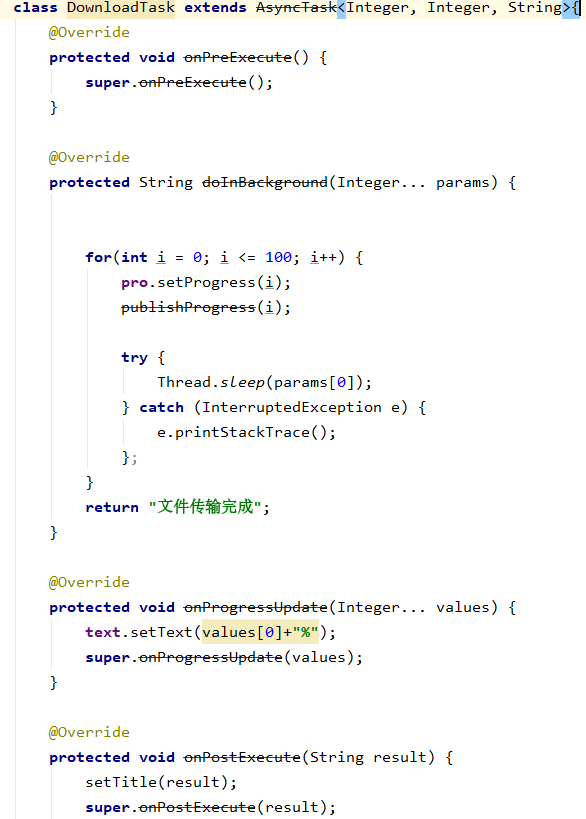 class DownloadTask extends AsyncTask<Integer, Integer, String>{
@Override
protected void onPreExecute() {
super.onPreExecute();
}
@Override
protected String doInBackground(Integer... params) {
for(int i = 0; i <= 100; i++) {
pro.setProgress(i);
publishProgress(i);
try {
Thread.sleep(params[0]);
} catch (InterruptedException e) {
e.printStackTrace();
};
}
return "文件传输完成";
}
@Override
protected void onProgressUpdate(Integer... values) {
text.setText(values[0]+"%");
super.onProgressUpdate(values);
}
@Override
protected void onPostExecute(String result) {
setTitle(result);
super.onPostExecute(result);